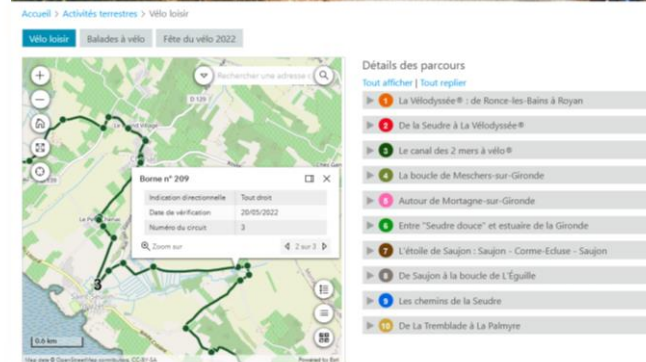 Accueil > Activités terrestres > Vélo loisir
Vélo loisir Balades à vélo Fête du vélo 2022
Rechercher une adresse
D 129
Borne n° 209
Indication directionnelle Tout droit
Date de vérification 20/05/2022
Numéro du circuit 3
Zoom sur 2 sur 3
3
0.6 km
Powered by Esri
Détails des parcours
Tout afficher | Tout replier
1 La Vélodyssée® : de Ronce-les-Bains à Royan
2 De la Seudre à La Vélodyssée®
3 Le canal des 2 mers à vélo®
4 La boucle de Meschers-sur-Gironde
5 Autour de Mortagne-sur-Gironde
6 Entre "Seudre douce" et estuaire de la Gironde
7 L'étoile de Saujon : Saujon - Corme-Ecluse - Saujon
8 De Saujon à la boucle de L'Éguille
9 Les chemins de la Seudre
10 De La Tremblade à La Palmyre